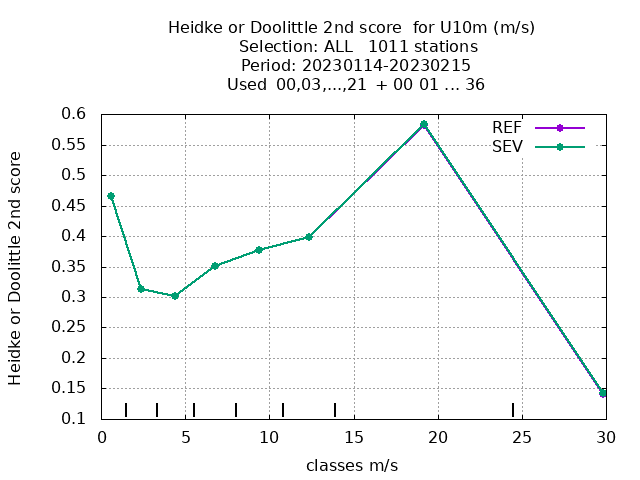 Heidke or Doolittle 2nd score  for U10m (m/s)
Selection: ALL   1011 stations
Period: 20230114-20230215
Used  00,03,...,21  + 00 01 ... 36
Heidke or Doolittle 2nd score
0.6
0.55
0.5
0.45
0.4
0.35
0.3
0.25
0.2
0.15
0.1
REF
SEV
0 5 10 15 20 25 30
classes m/s